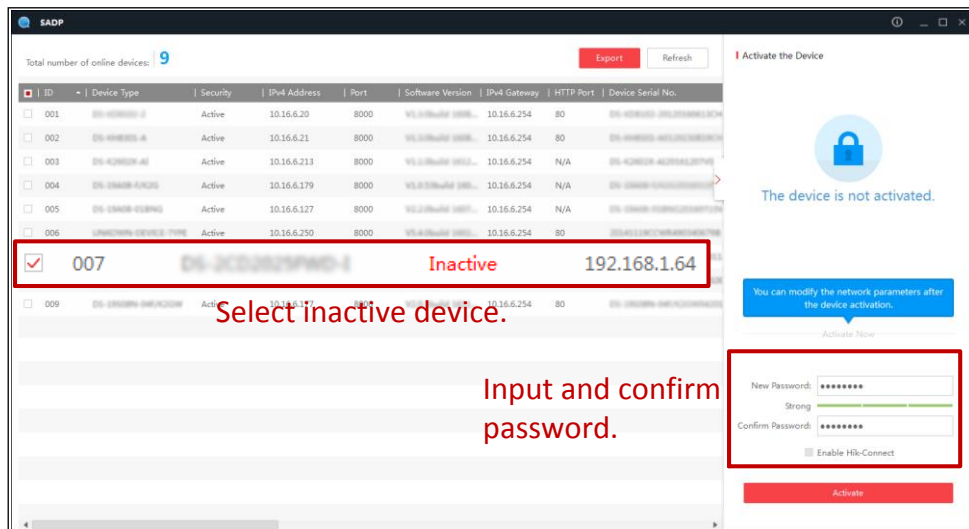 SADP
Total number of online devices: 9
Export
Refresh
ID | Device Type | Security | IPv4 Address | Port | Software Version | IPv4 Gateway | HTTP Port | Device Serial No.
001 Active 10.16.6.20 8000 10.16.6.254 80
002 Active 10.16.6.21 8000 10.16.6.254 80
003 Active 10.16.6.213 8000 10.16.6.254 N/A
004 Active 10.16.6.179 8000 10.16.6.254 N/A
005 Active 10.16.6.127 8000 10.16.6.254 N/A
006 Active 10.16.6.250 8000 10.16.6.254 80
007 Inactive 192.168.1.64
009 10.16.6.254 80
Select inactive device.
Input and confirm
password.
Activate the Device
The device is not activated.
You can modify the network parameters after
the device activation.
Activate Now
New Password: ●●●●●●●●
Strong
Confirm Password: ●●●●●●●●
Enable Hik-Connect
Activate